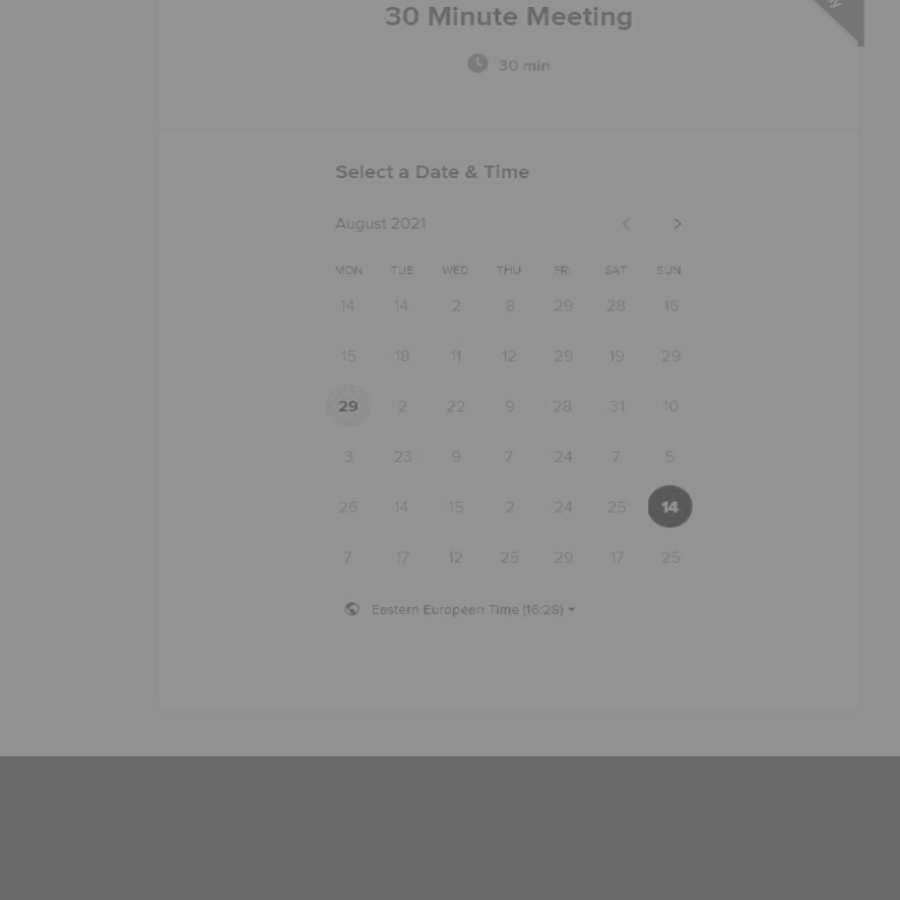 30 Minute Meeting
30 min
Select a Date & Time
August 2021
MON TUE WED THU FRI SAT SUN
14 14 2 8 29 28 16
15 18 11 12 29 19 29
29 2 22 9 28 31 10
3 23 9 7 24 7 5
26 14 15 2 24 25 14
7 17 12 25 29 17 25
Eastern European Time (16:28)